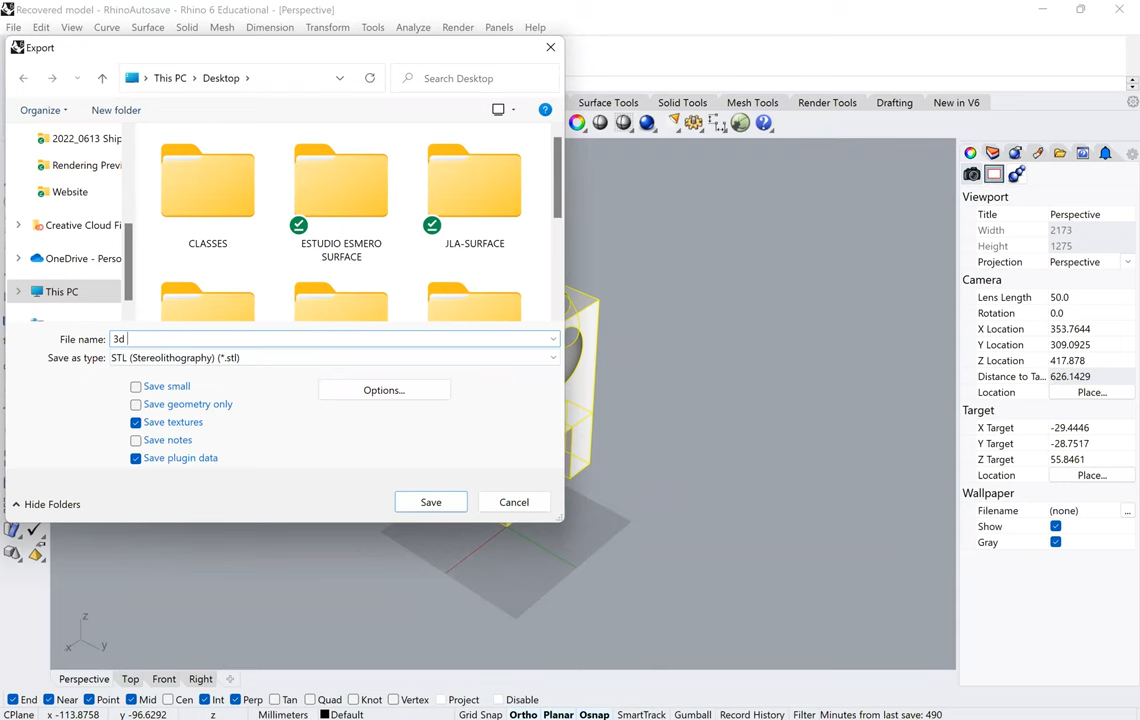 Recovered model - RhinoAutosave - Rhino 6 Educational - [Perspective]
File Edit View Curve Surface Solid Mesh Dimension Transform Tools Analyze Render Panels Help
Export
This PC > Desktop >
Search Desktop
Surface Tools Solid Tools Mesh Tools Render Tools Drafting New in V6
Organize New folder
2022_0613 Ship
Rendering Previ
Website
Creative Cloud Fi
OneDrive - Perso
This PC
CLASSES
ESTUDIO ESMERO
SURFACE
JLA-SURFACE
File name: 3d
Save as type: STL (Stereolithography) (*.stl)
Save small
Save geometry only
Save textures
Save notes
Save plugin data
Options...
Hide Folders
Save Cancel
Viewport
Title Perspective
Width 2173
Height 1275
Projection Perspective
Camera
Lens Length 50.0
Rotation 0.0
X Location 353.7644
Y Location 309.0925
Z Location 417.878
Distance to Ta... 626.1429
Location Place...
Target
X Target -29.4446
Y Target -28.7517
Z Target 55.8461
Location Place...
Wallpaper
Filename (none) ...
Show
Gray
z
x y
Perspective Top Front Right
End Near Point Mid Cen Int Perp Tan Quad Knot Vertex Project Disable
CPlane x -113.8758 y -96.6292 z Millimeters Default Grid Snap Ortho Planar Osnap SmartTrack Gumball Record History Filter Minutes from last save: 490